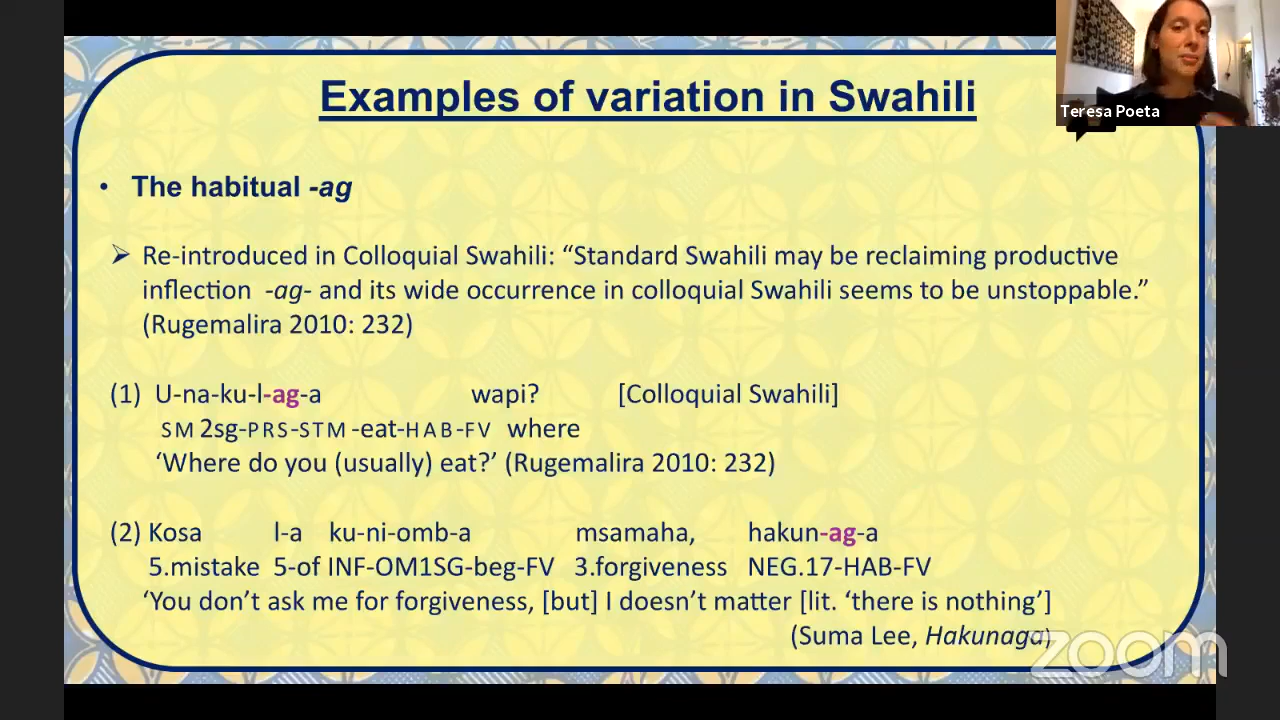 Examples of variation in Swahili
Teresa Poeta
• The habitual -ag
➢ Re-introduced in Colloquial Swahili: “Standard Swahili may be reclaiming productive
inflection -ag- and its wide occurrence in colloquial Swahili seems to be unstoppable.”
(Rugemalira 2010: 232)
(1) U-na-ku-l-ag-a wapi? [Colloquial Swahili]
SM 2sg-PRS-STM -eat-HAB-FV where
‘Where do you (usually) eat?’ (Rugemalira 2010: 232)
(2) Kosa l-a ku-ni-omb-a msamaha, hakun-ag-a
5.mistake 5-of INF-OM1SG-beg-FV 3.forgiveness NEG.17-HAB-FV
‘You don’t ask me for forgiveness, [but] I doesn’t matter [lit. ‘there is nothing’]
(Suma Lee, Hakunaga)
zoom